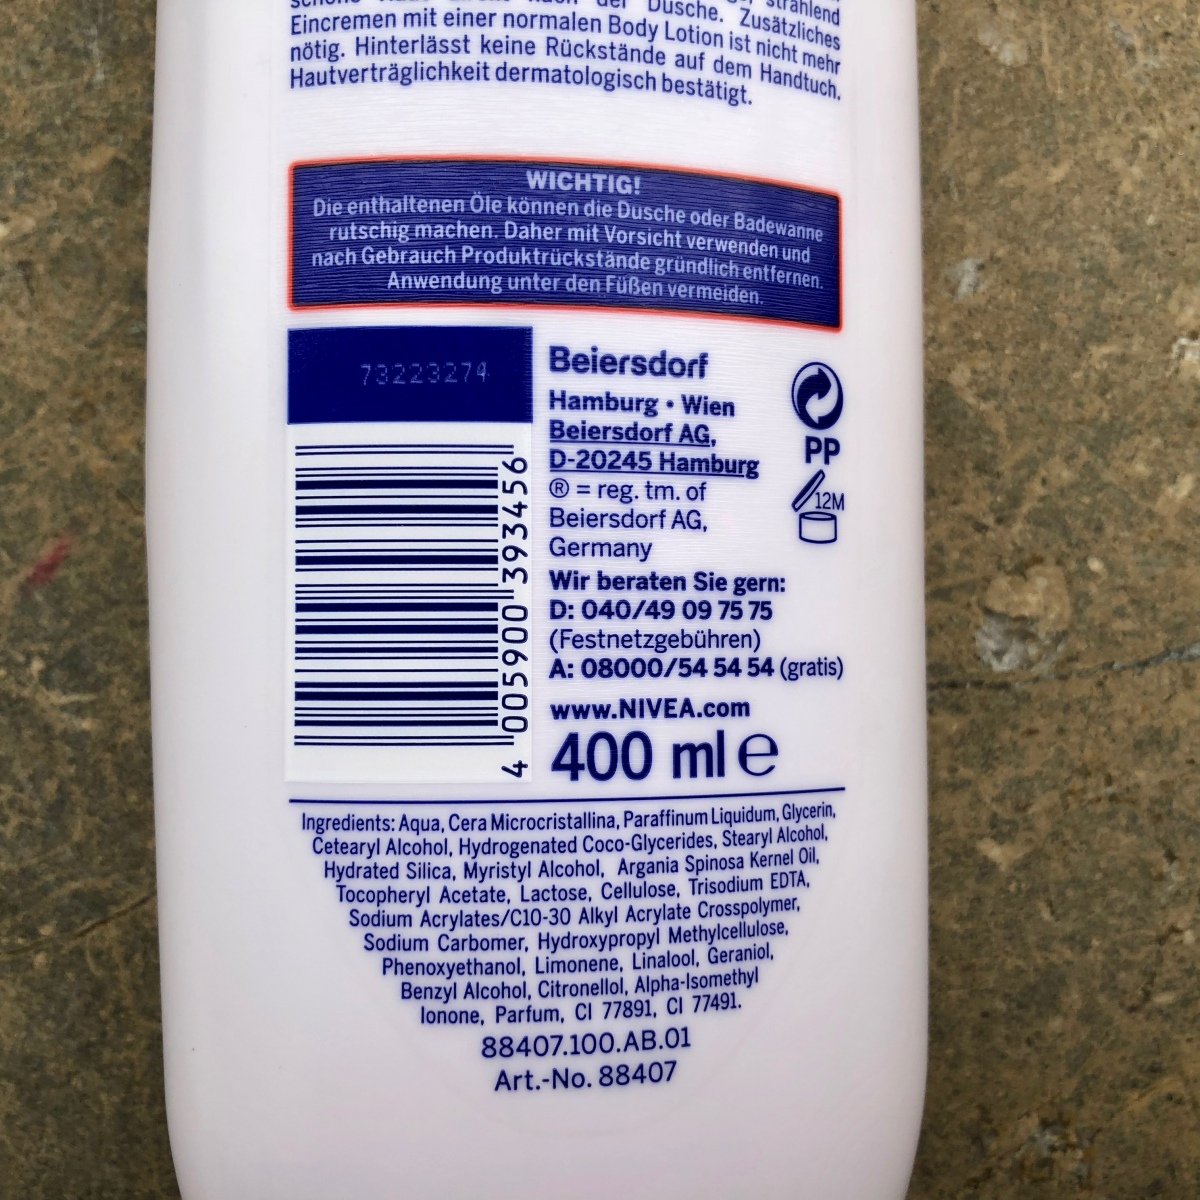 schöne Haut direkt nach der Dusche. Zusätzliches
Eincremen mit einer normalen Body Lotion ist nicht mehr
nötig. Hinterlässt keine Rückstände auf dem Handtuch.
Hautverträglichkeit dermatologisch bestätigt.
WICHTIG!
Die enthaltenen Öle können die Dusche oder Badewanne
rutschig machen. Daher mit Vorsicht verwenden und
nach Gebrauch Produktrückstände gründlich entfernen.
Anwendung unter den Füßen vermeiden.
73223274
4 005900 393456
Beiersdorf
Hamburg • Wien
Beiersdorf AG,
D-20245 Hamburg
® = reg. tm. of
Beiersdorf AG,
Germany
Wir beraten Sie gern:
D: 040/49 09 75 75
(Festnetzgebühren)
A: 08000/54 54 54 (gratis)
www.NIVEA.com
400 ml ℮
PP
12M
Ingredients: Aqua, Cera Microcristallina, Paraffinum Liquidum, Glycerin,
Cetearyl Alcohol, Hydrogenated Coco-Glycerides, Stearyl Alcohol,
Hydrated Silica, Myristyl Alcohol, Argania Spinosa Kernel Oil,
Tocopheryl Acetate, Lactose, Cellulose, Trisodium EDTA,
Sodium Acrylates/C10-30 Alkyl Acrylate Crosspolymer,
Sodium Carbomer, Hydroxypropyl Methylcellulose,
Phenoxyethanol, Limonene, Linalool, Geraniol,
Benzyl Alcohol, Citronellol, Alpha-Isomethyl
Ionone, Parfum, CI 77891, CI 77491.
88407.100.AB.01
Art.-No. 88407